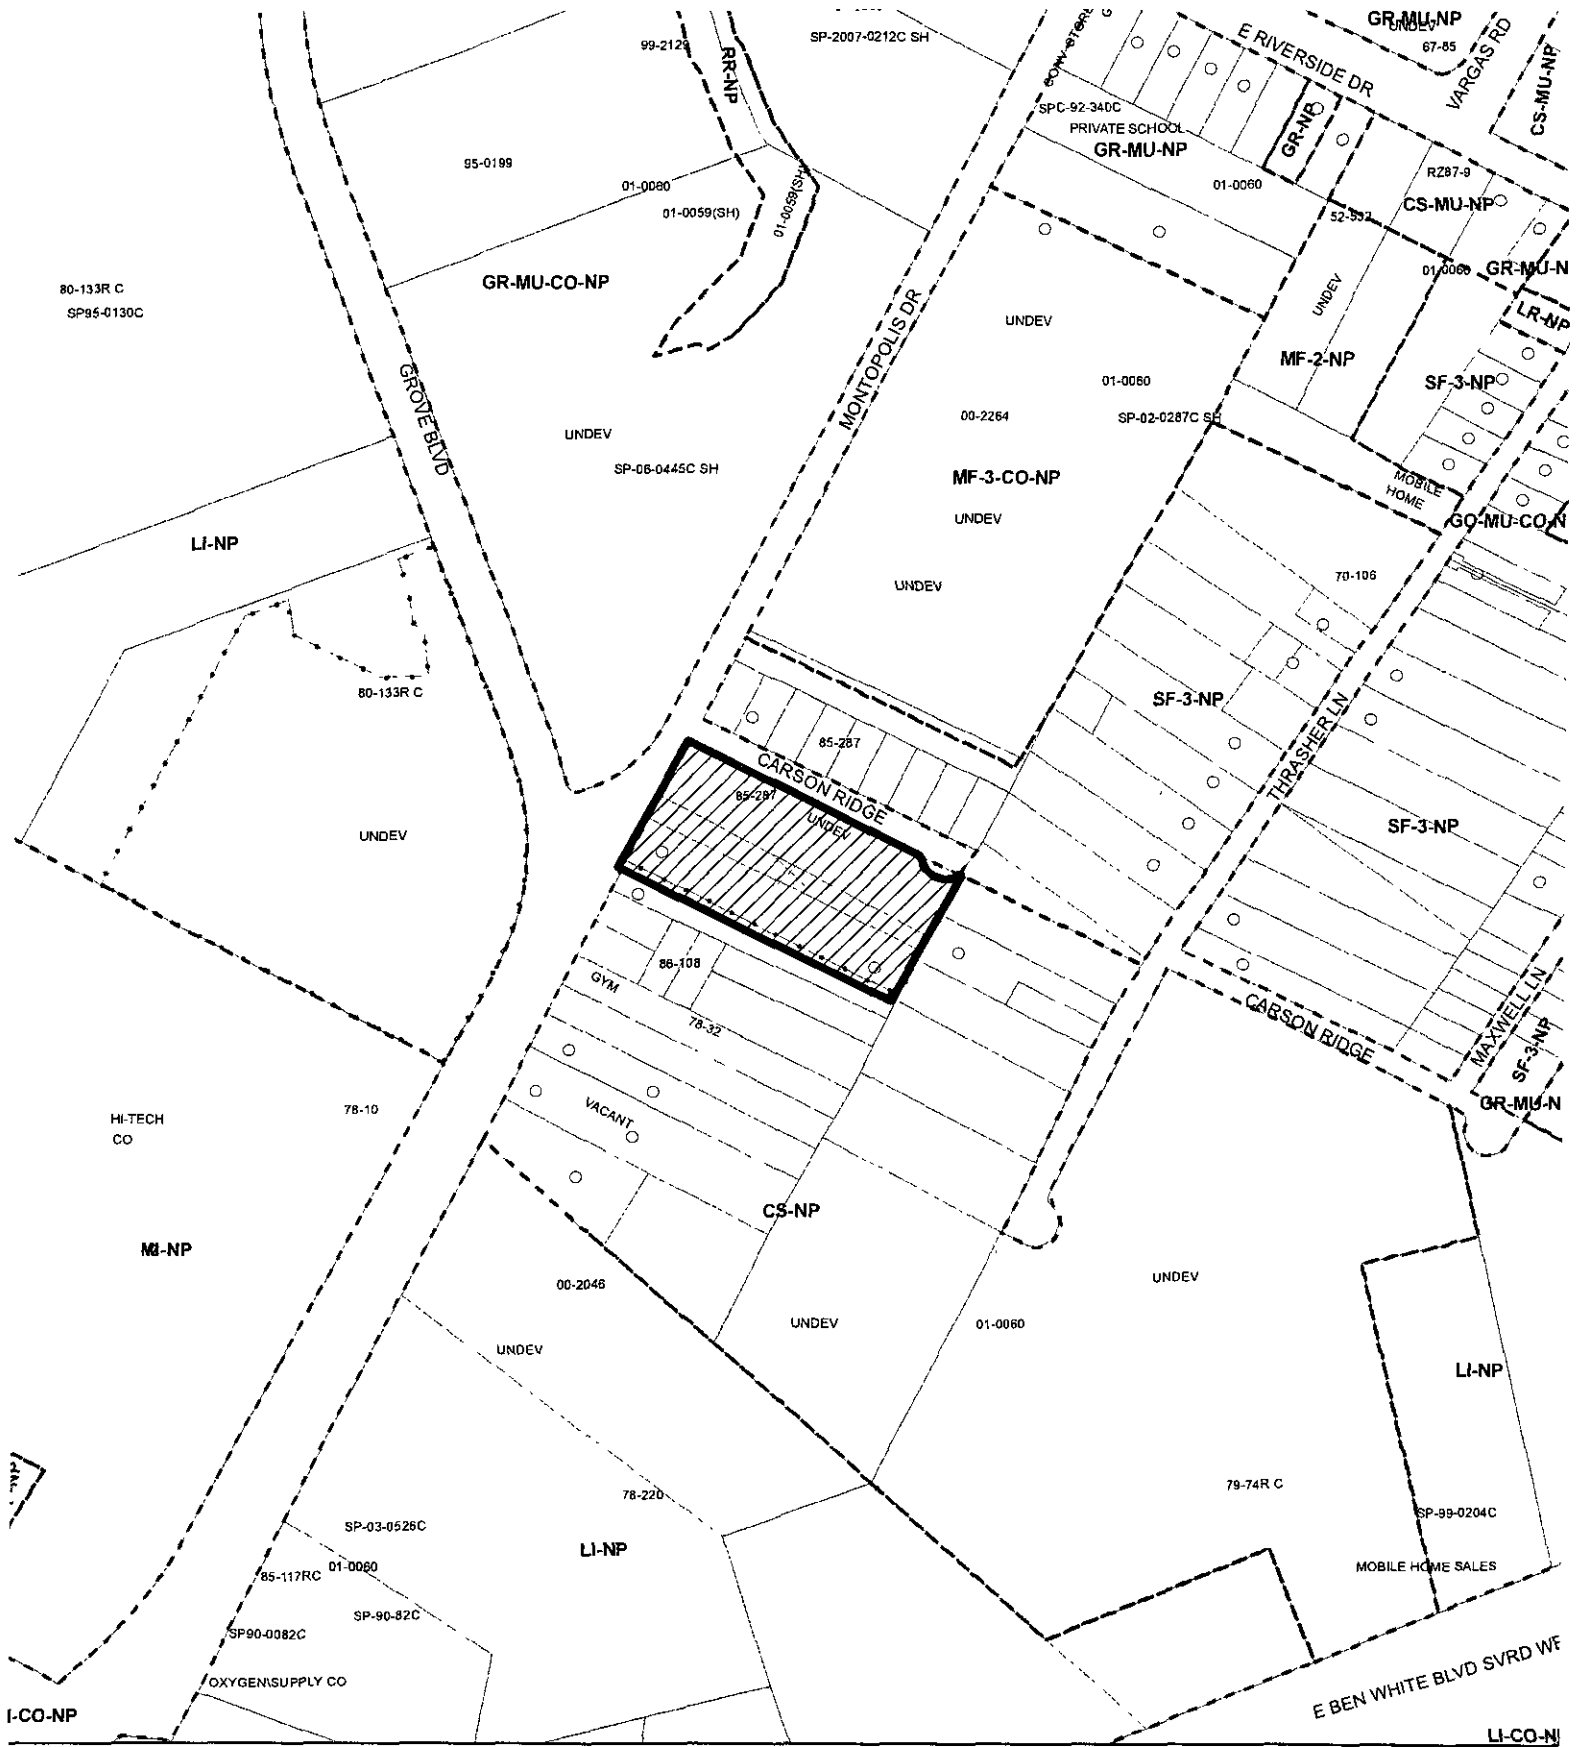 GR-MU-NP
UNDEV
67-85
99-2129
SP-2007-0212C SH
E RIVERSIDE DR
VARGAS RD
CS-MU-NP
RR-NP
CONV STORE
SPC-92-340C
PRIVATE SCHOOL
GR-MU-NP
GR-NP
95-0199
01-0060
01-0059(SH)
01-0059(SH)
01-0060
RZ87-9
CS-MU-NP
52-532
80-133R C
SP95-0130C
GR-MU-CO-NP
01-0060
GR-MU-N
UNDEV
LR-NP
MONTOPOLIS DR
UNDEV
MF-2-NP
SF-3-NP
01-0060
00-2264
SP-02-0287C SH
GROVE BLVD
UNDEV
SP-06-0445C SH
MF-3-CO-NP
UNDEV
MOBILE
HOME
GO-MU-CO-N
LI-NP
UNDEV
70-106
80-133R C
SF-3-NP
THRASHER LN
85-287
CARSON RIDGE
85-287
UNDEV
UNDEV
SF-3-NP
86-108
GYM
78-32
CARSON RIDGE
MAXWELL LN
SF-3-NP
GR-MU-N
HI-TECH
CO
78-10
VACANT
CS-NP
MI-NP
00-2046
UNDEV
UNDEV
UNDEV
01-0060
LI-NP
79-74R C
78-220
SP-99-0204C
SP-03-0526C
LI-NP
01-0060
85-117RC
MOBILE HOME SALES
SP-90-82C
SP90-0082C
OXYGEN SUPPLY CO
E BEN WHITE BLVD SVRD WE
I-CO-NP
LI-CO-N